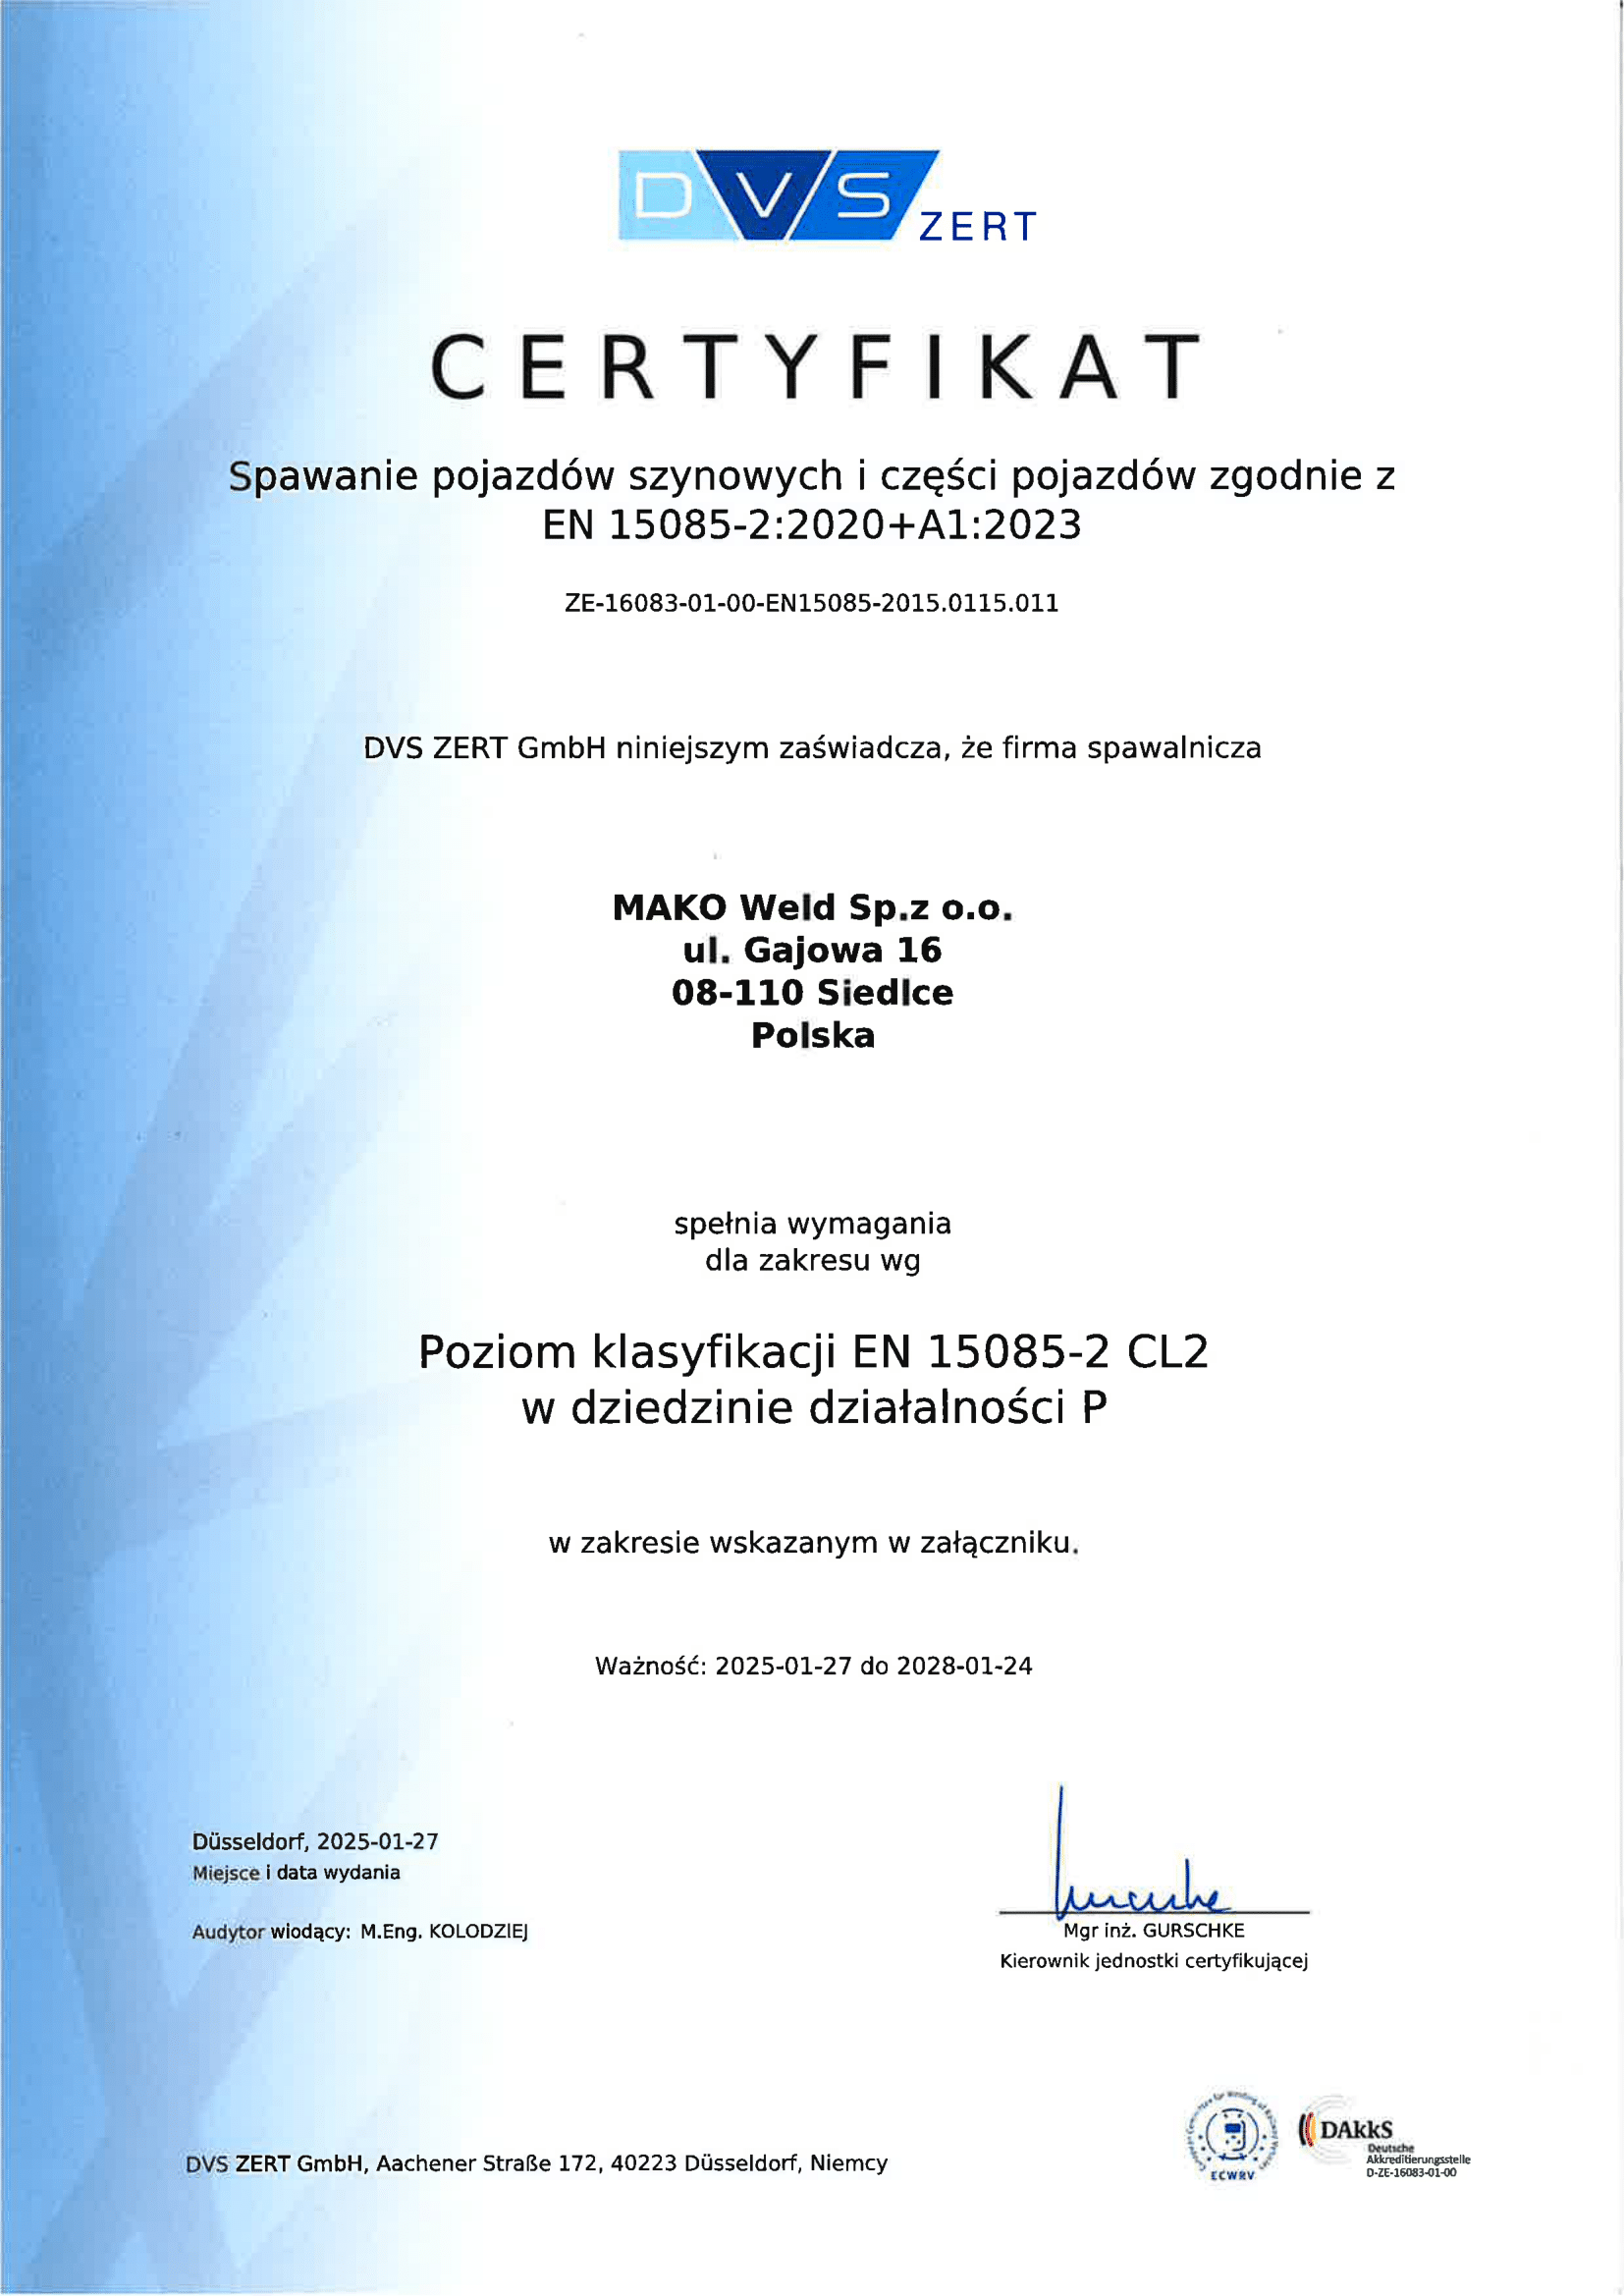 DVS ZERT
CERTYFIKAT
Spawanie pojazdów szynowych i części pojazdów zgodnie z
EN 15085-2:2020+A1:2023
ZE-16083-01-00-EN15085-2015.0115.011
DVS ZERT GmbH niniejszym zaświadcza, że firma spawalnicza
MAKO Weld Sp.z o.o.
ul. Gajowa 16
08-110 Siedlce
Polska
spełnia wymagania
dla zakresu wg
Poziom klasyfikacji EN 15085-2 CL2
w dziedzinie działalności P
w zakresie wskazanym w załączniku.
Ważność: 2025-01-27 do 2028-01-24
Düsseldorf, 2025-01-27
Miejsce i data wydania
Audytor wiodący: M.Eng. KOLODZIEJ
Mgr inż. GURSCHKE
Kierownik jednostki certyfikującej
DVS ZERT GmbH, Aachener Straße 172, 40223 Düsseldorf, Niemcy
ECWRV
DAkkS
Deutsche
Akkreditierungsstelle
D-ZE-16083-01-00